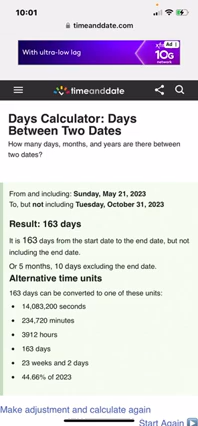 10:01
timeanddate.com
With ultra-low lag
Ad
10G
network
timeanddate
Days Calculator: Days
Between Two Dates
How many days, months, and years are there between
two dates?
From and including: Sunday, May 21, 2023
To, but not including Tuesday, October 31, 2023
Result: 163 days
It is 163 days from the start date to the end date, but not
including the end date.
Or 5 months, 10 days excluding the end date.
Alternative time units
163 days can be converted to one of these units:
• 14,083,200 seconds
• 234,720 minutes
• 3912 hours
• 163 days
• 23 weeks and 2 days
• 44.66% of 2023
Make adjustment and calculate again
Start Again